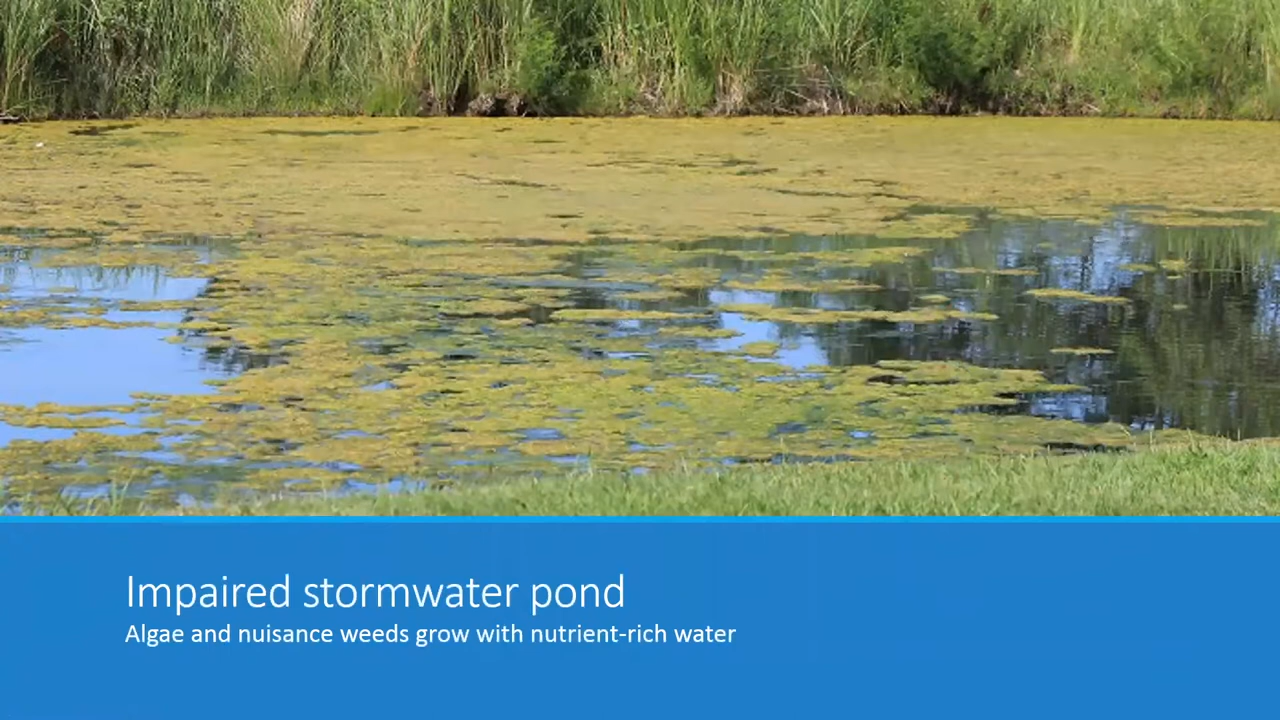 Impaired stormwater pond
Algae and nuisance weeds grow with nutrient-rich water